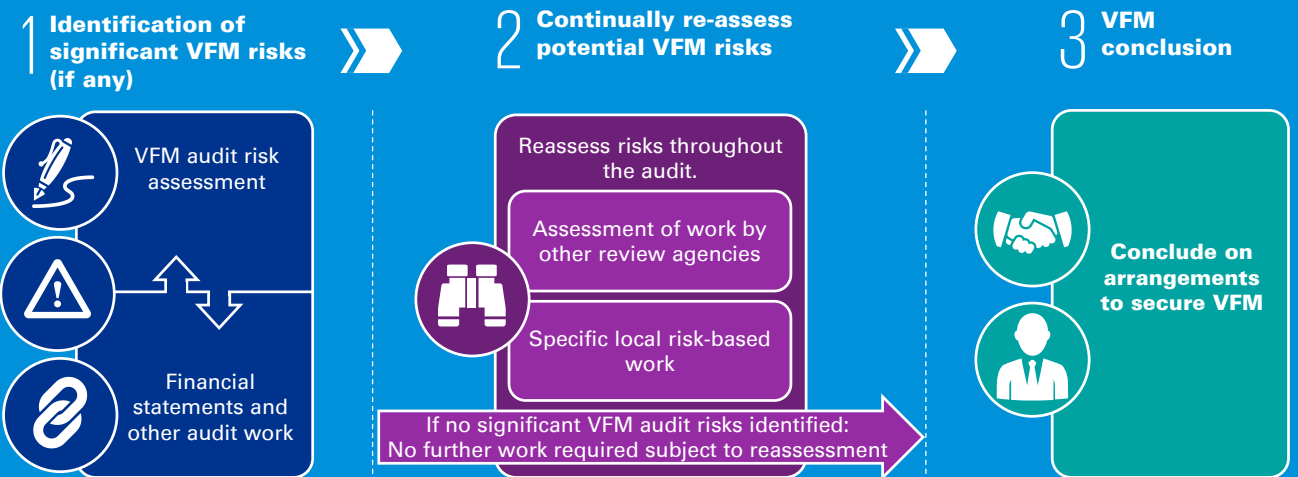 1
Identification of
significant VFM risks
(if any)
2
Continually re-assess
potential VFM risks
3
VFM
conclusion
VFM audit risk
assessment
Financial
statements and
other audit work
Reassess risks throughout
the audit.
Assessment of work by
other review agencies
Specific local risk-based
work
If no significant VFM audit risks identified:
No further work required subject to reassessment
Conclude on
arrangements
to secure VFM